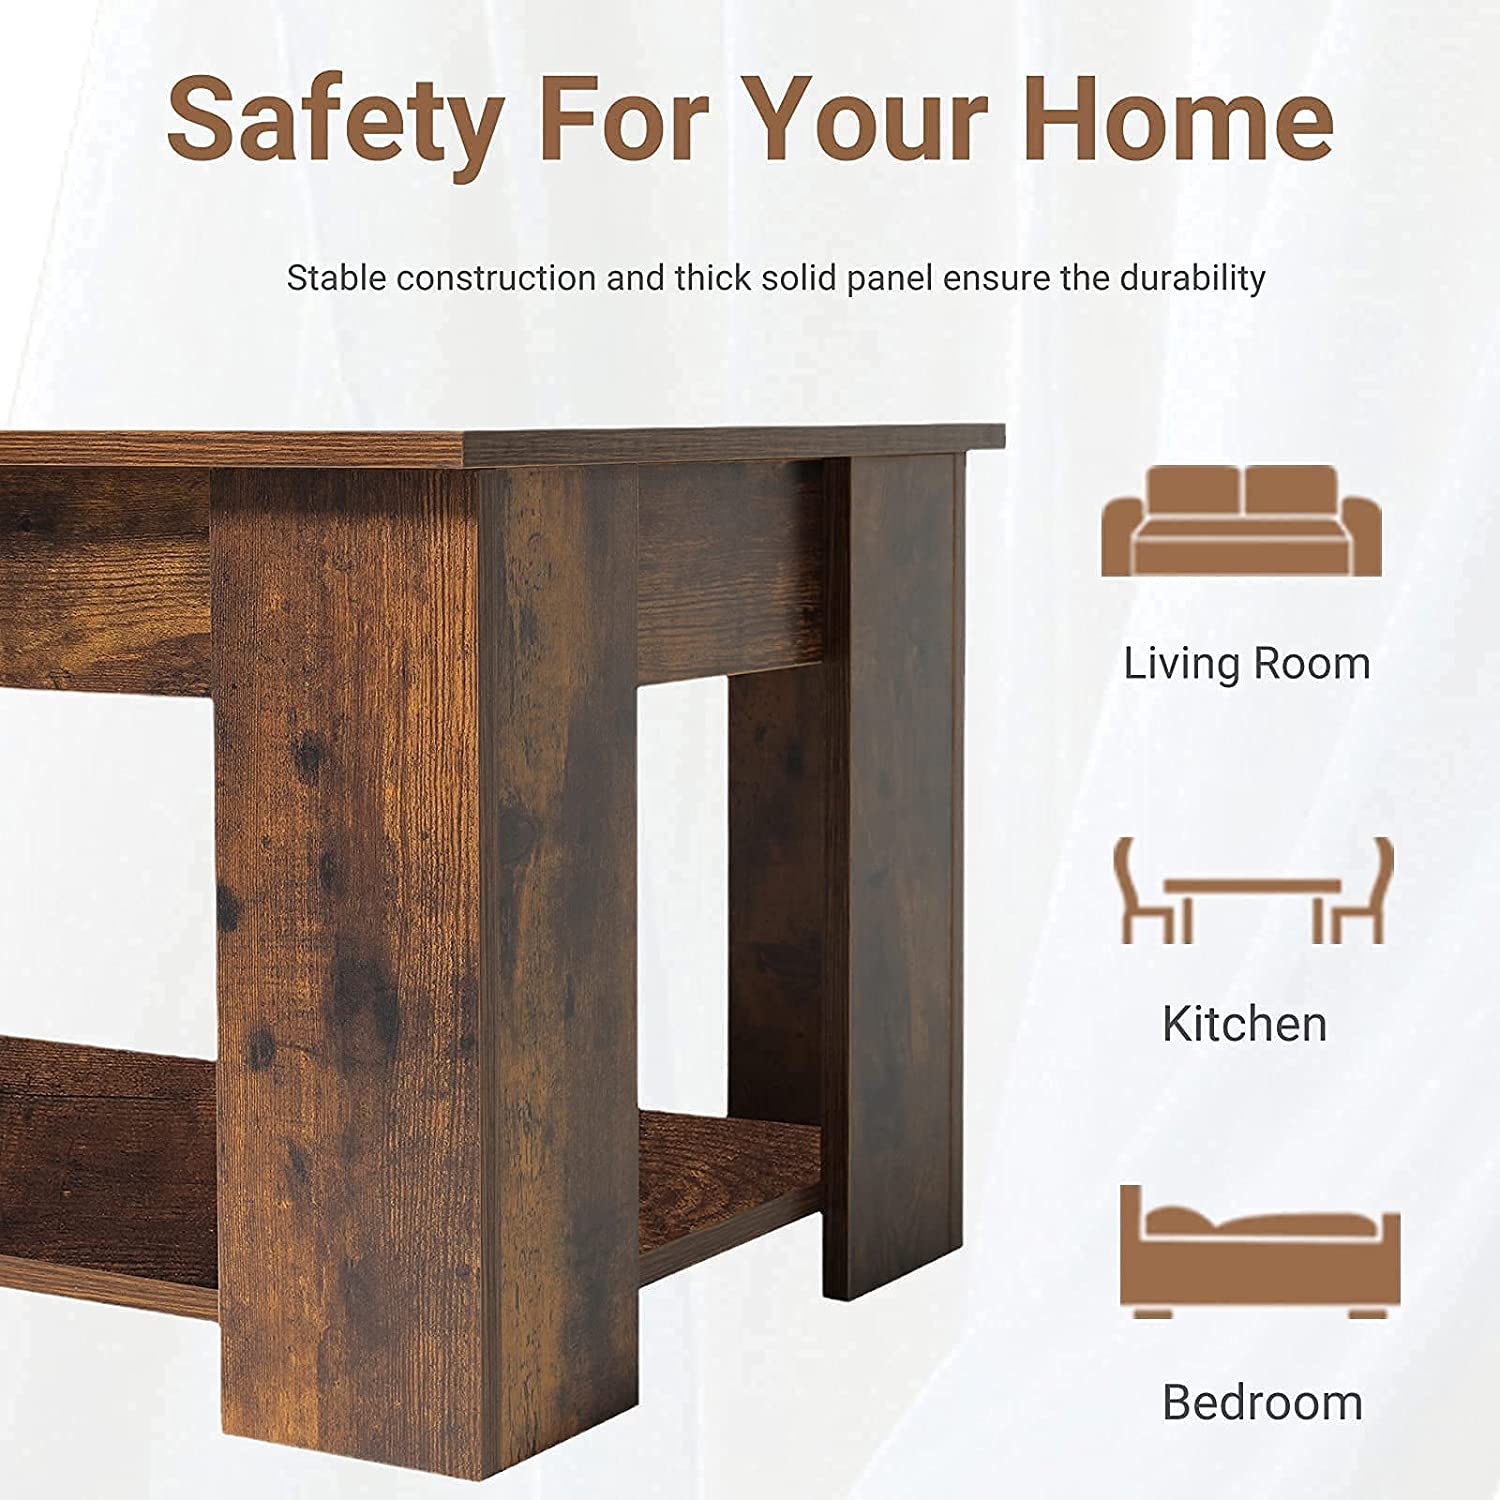 Safety For Your Home
Stable construction and thick solid panel ensure the durability
Living Room
Kitchen
Bedroom